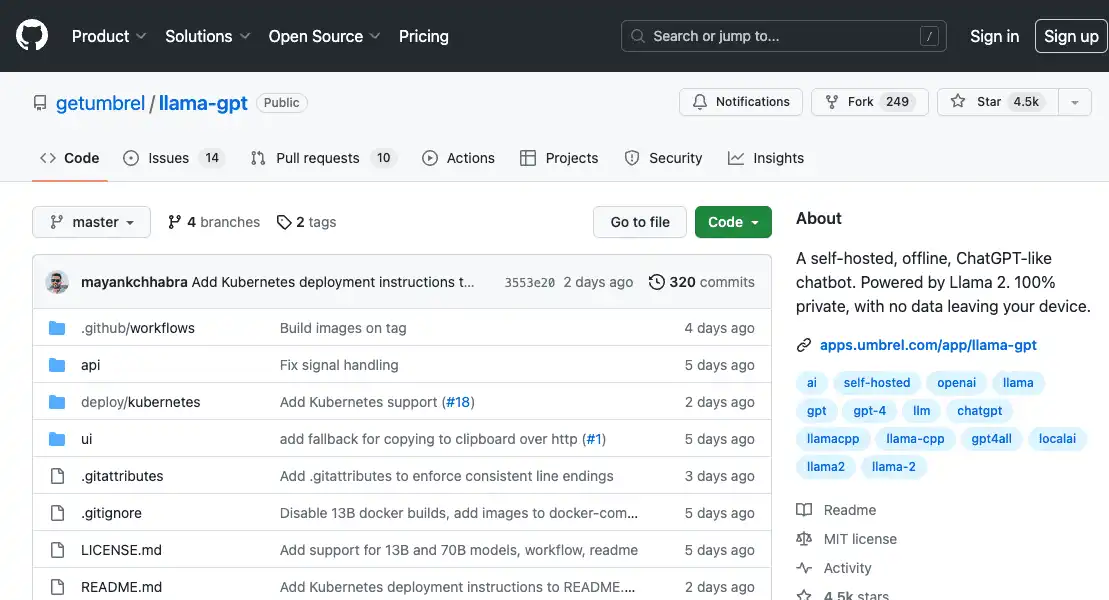 Product Solutions Open Source Pricing Search or jump to... / Sign in Sign up
getumbrel / llama-gpt Public Notifications Fork 249 Star 4.5k
Code Issues 14 Pull requests 10 Actions Projects Security Insights
master 4 branches 2 tags Go to file Code
mayankchhabra Add Kubernetes deployment instructions t... 3553e20 2 days ago 320 commits
.github/workflows Build images on tag 4 days ago
api Fix signal handling 5 days ago
deploy/kubernetes Add Kubernetes support (#18) 2 days ago
ui add fallback for copying to clipboard over http (#1) 5 days ago
.gitattributes Add .gitattributes to enforce consistent line endings 3 days ago
.gitignore Disable 13B docker builds, add images to docker-com... 5 days ago
LICENSE.md Add support for 13B and 70B models, workflow, readme 5 days ago
README.md Add Kubernetes deployment instructions to README.... 2 days ago
About
A self-hosted, offline, ChatGPT-like
chatbot. Powered by Llama 2. 100%
private, with no data leaving your device.
apps.umbrel.com/app/llama-gpt
ai self-hosted openai llama
gpt gpt-4 llm chatgpt
llamacpp llama-cpp gpt4all localai
llama2 llama-2
Readme
MIT license
Activity
4.5k stars